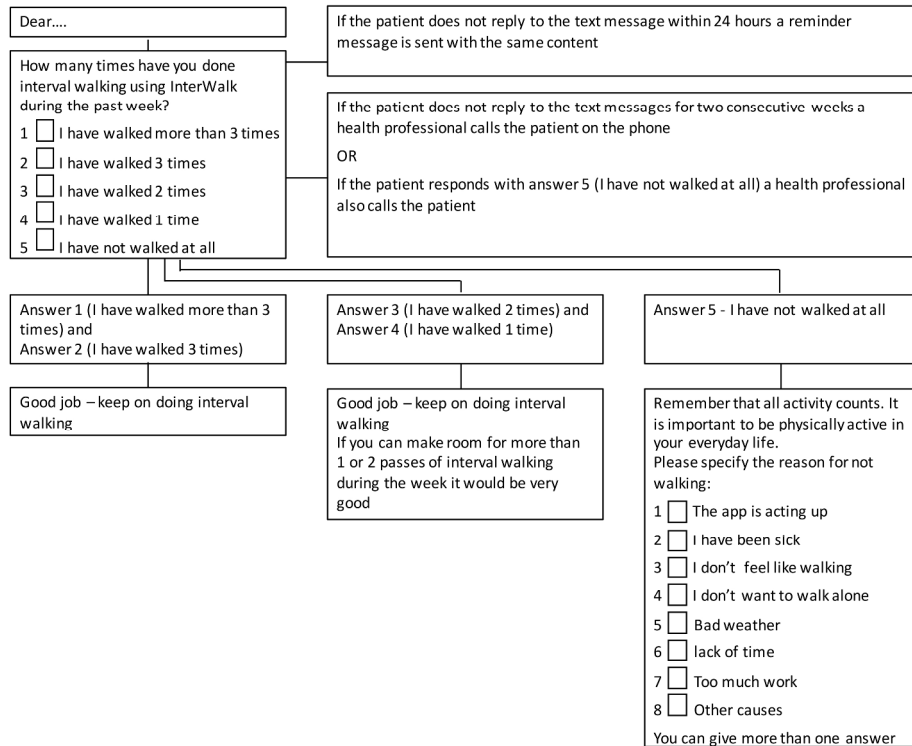 Dear....
How many times have you done
interval walking using InterWalk
during the past week?
1 I have walked more than 3 times
2 I have walked 3 times
3 I have walked 2 times
4 I have walked 1 time
5 I have not walked at all
If the patient does not reply to the text message within 24 hours a reminder
message is sent with the same content
If the patient does not reply to the text messages for two consecutive weeks a
health professional calls the patient on the phone
OR
If the patient responds with answer 5 (I have not walked at all) a health professional
also calls the patient
Answer 1 (I have walked more than 3
times) and
Answer 2 (I have walked 3 times)
Good job – keep on doing interval
walking
Answer 3 (I have walked 2 times) and
Answer 4 (I have walked 1 time)
Good job – keep on doing interval
walking
If you can make room for more than
1 or 2 passes of interval walking
during the week it would be very
good
Answer 5 - I have not walked at all
Remember that all activity counts. It
is important to be physically active in
your everyday life.
Please specify the reason for not
walking:
1 The app is acting up
2 I have been sick
3 I don't feel like walking
4 I don't want to walk alone
5 Bad weather
6 lack of time
7 Too much work
8 Other causes
You can give more than one answer